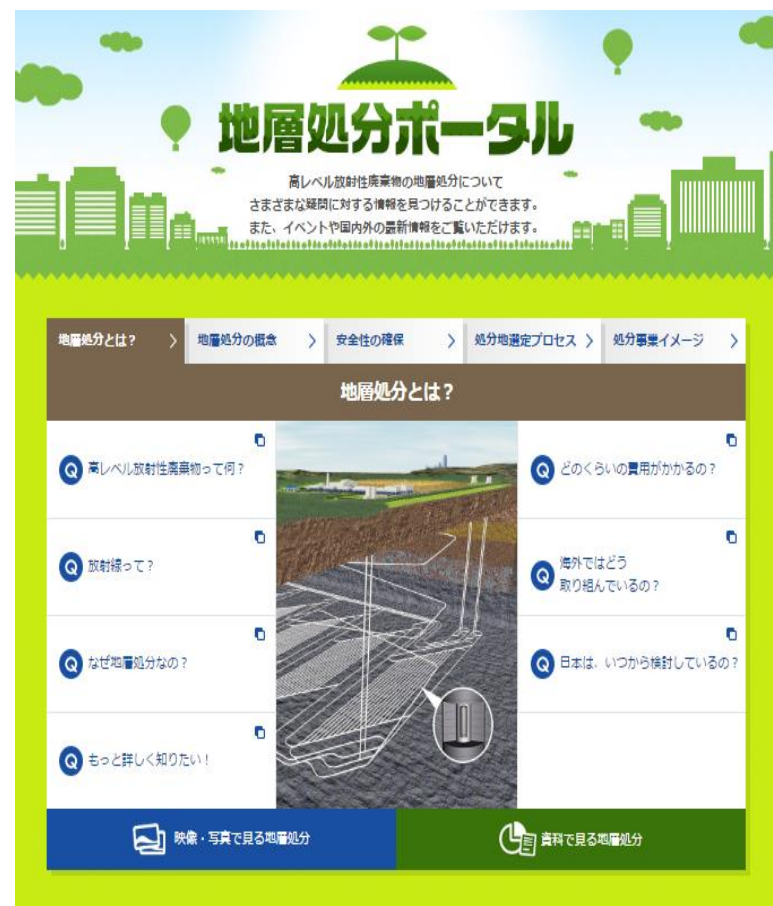 地層処分ポータル
高レベル放射性廃棄物の地層処分について
さまざまな疑問に対する情報を見つけることができます。
また、イベントや国内外の最新情報をご覧いただけます。
地層処分とは？
地層処分の概念
安全性の確保
処分地選定プロセス
処分事業イメージ
地層処分とは？
Q 高レベル放射性廃棄物って何？
Q 放射線って？
Q なぜ地層処分なの？
Q もっと詳しく知りたい！
Q どのくらいの費用がかかるの？
Q 海外ではどう
取り組んでいるの？
Q 日本は、いつから検討しているの？
映像・写真で見る地層処分
資料で見る地層処分